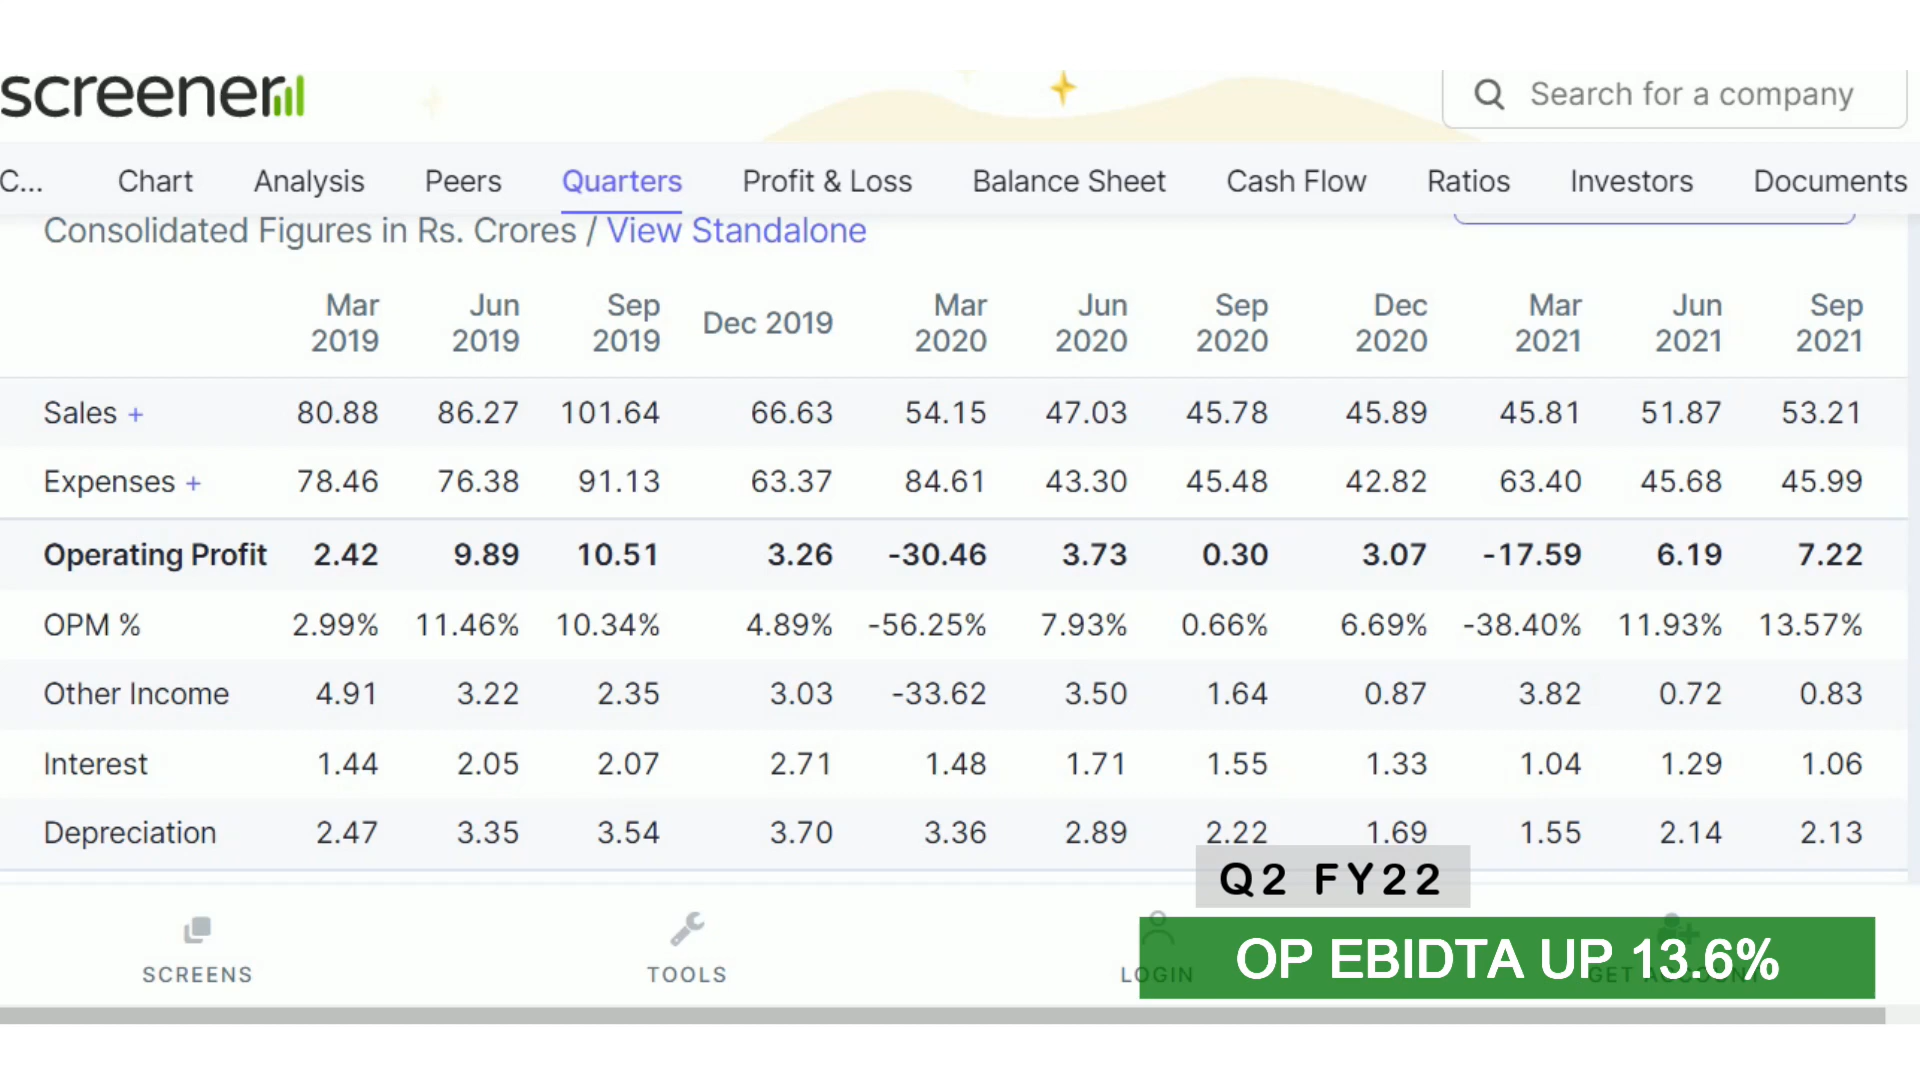 screener
Search for a company
C... Chart Analysis Peers Quarters Profit & Loss Balance Sheet Cash Flow Ratios Investors Documents
Consolidated Figures in Rs. Crores / View Standalone
Mar 2019 Jun 2019 Sep 2019 Dec 2019 Mar 2020 Jun 2020 Sep 2020 Dec 2020 Mar 2021 Jun 2021 Sep 2021
Sales + 80.88 86.27 101.64 66.63 54.15 47.03 45.78 45.89 45.81 51.87 53.21
Expenses + 78.46 76.38 91.13 63.37 84.61 43.30 45.48 42.82 63.40 45.68 45.99
Operating Profit 2.42 9.89 10.51 3.26 -30.46 3.73 0.30 3.07 -17.59 6.19 7.22
OPM % 2.99% 11.46% 10.34% 4.89% -56.25% 7.93% 0.66% 6.69% -38.40% 11.93% 13.57%
Other Income 4.91 3.22 2.35 3.03 -33.62 3.50 1.64 0.87 3.82 0.72 0.83
Interest 1.44 2.05 2.07 2.71 1.48 1.71 1.55 1.33 1.04 1.29 1.06
Depreciation 2.47 3.35 3.54 3.70 3.36 2.89 2.22 1.69 1.55 2.14 2.13
Q2 FY22
OP EBIDTA UP 13.6%
SCREENS TOOLS LOGIN GET ACCOUNT